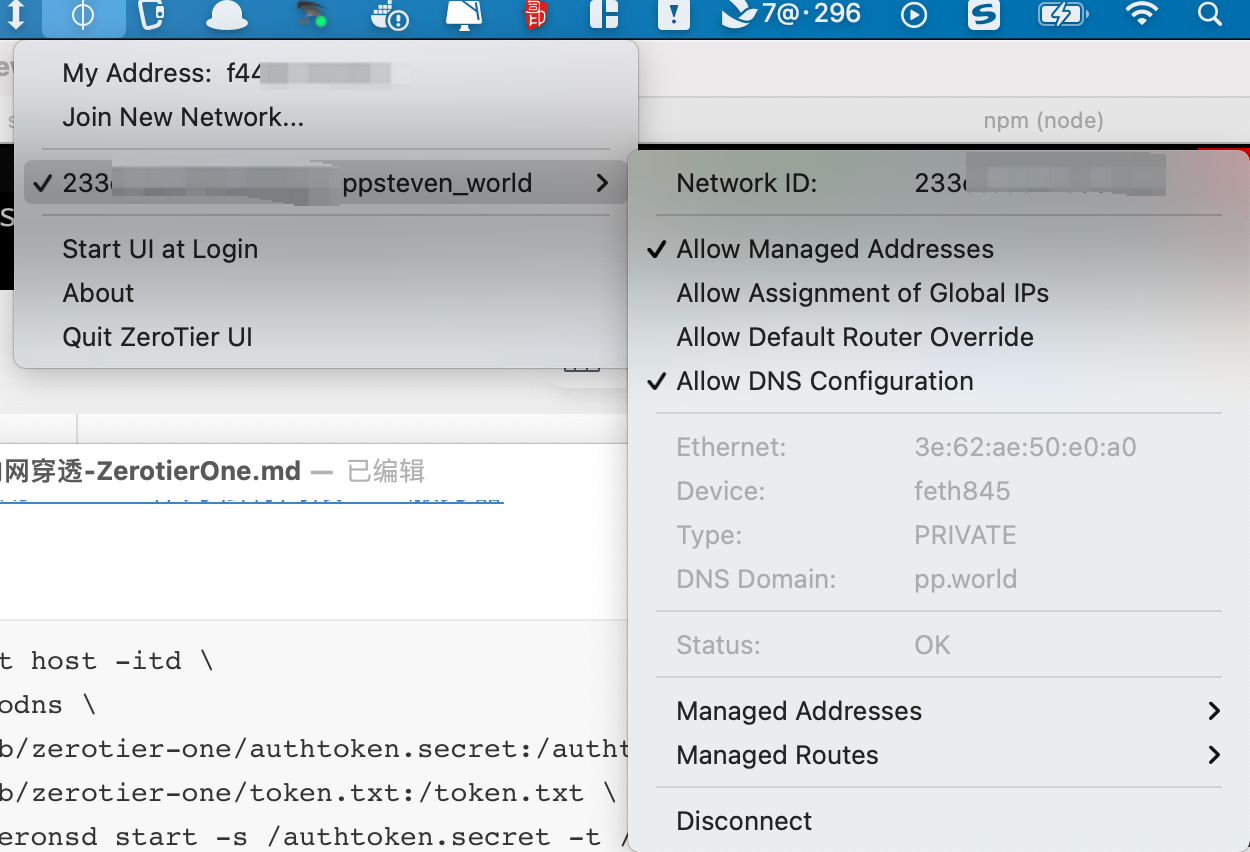 7@·296
My Address: f44
Join New Network...
npm (node)
✓ 233 ppsteven_world
Start UI at Login
About
Quit ZeroTier UI
Network ID: 233
✓ Allow Managed Addresses
Allow Assignment of Global IPs
Allow Default Router Override
✓ Allow DNS Configuration
Ethernet: 3e:62:ae:50:e0:a0
Device: feth845
Type: PRIVATE
DNS Domain: pp.world
Status: OK
Managed Addresses
Managed Routes
Disconnect
网穿透-ZerotierOne.md — 已编辑
t host -itd \
odns \
b/zerotier-one/authtoken.secret:/autht
b/zerotier-one/token.txt:/token.txt \
eronsd start -s /authtoken.secret -t /